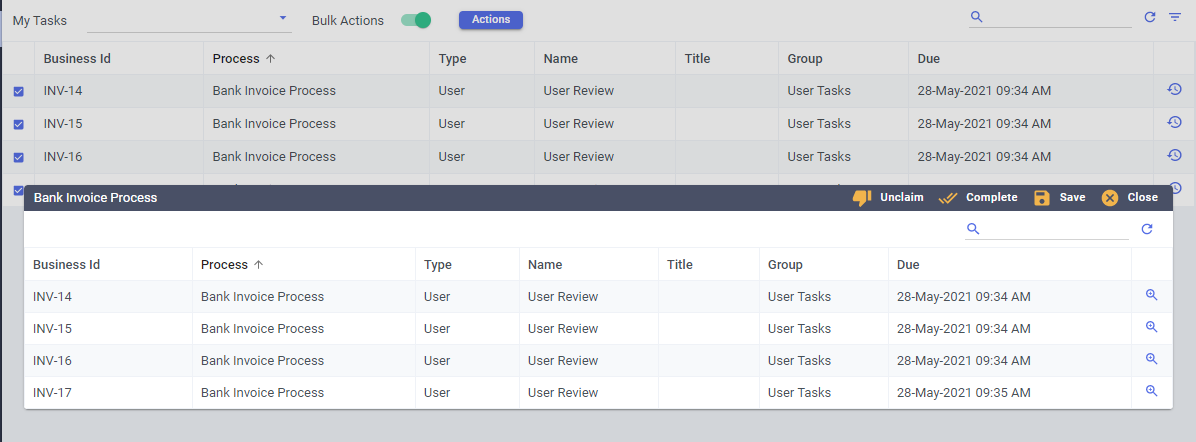 My Tasks Bulk Actions Actions
Business Id Process Type Name Title Group Due
INV-14 Bank Invoice Process User User Review User Tasks 28-May-2021 09:34 AM
INV-15 Bank Invoice Process User User Review User Tasks 28-May-2021 09:34 AM
INV-16 Bank Invoice Process User User Review User Tasks 28-May-2021 09:34 AM
Bank Invoice Process Unclaim Complete Save Close
Business Id Process Type Name Title Group Due
INV-14 Bank Invoice Process User User Review User Tasks 28-May-2021 09:34 AM
INV-15 Bank Invoice Process User User Review User Tasks 28-May-2021 09:34 AM
INV-16 Bank Invoice Process User User Review User Tasks 28-May-2021 09:34 AM
INV-17 Bank Invoice Process User User Review User Tasks 28-May-2021 09:35 AM